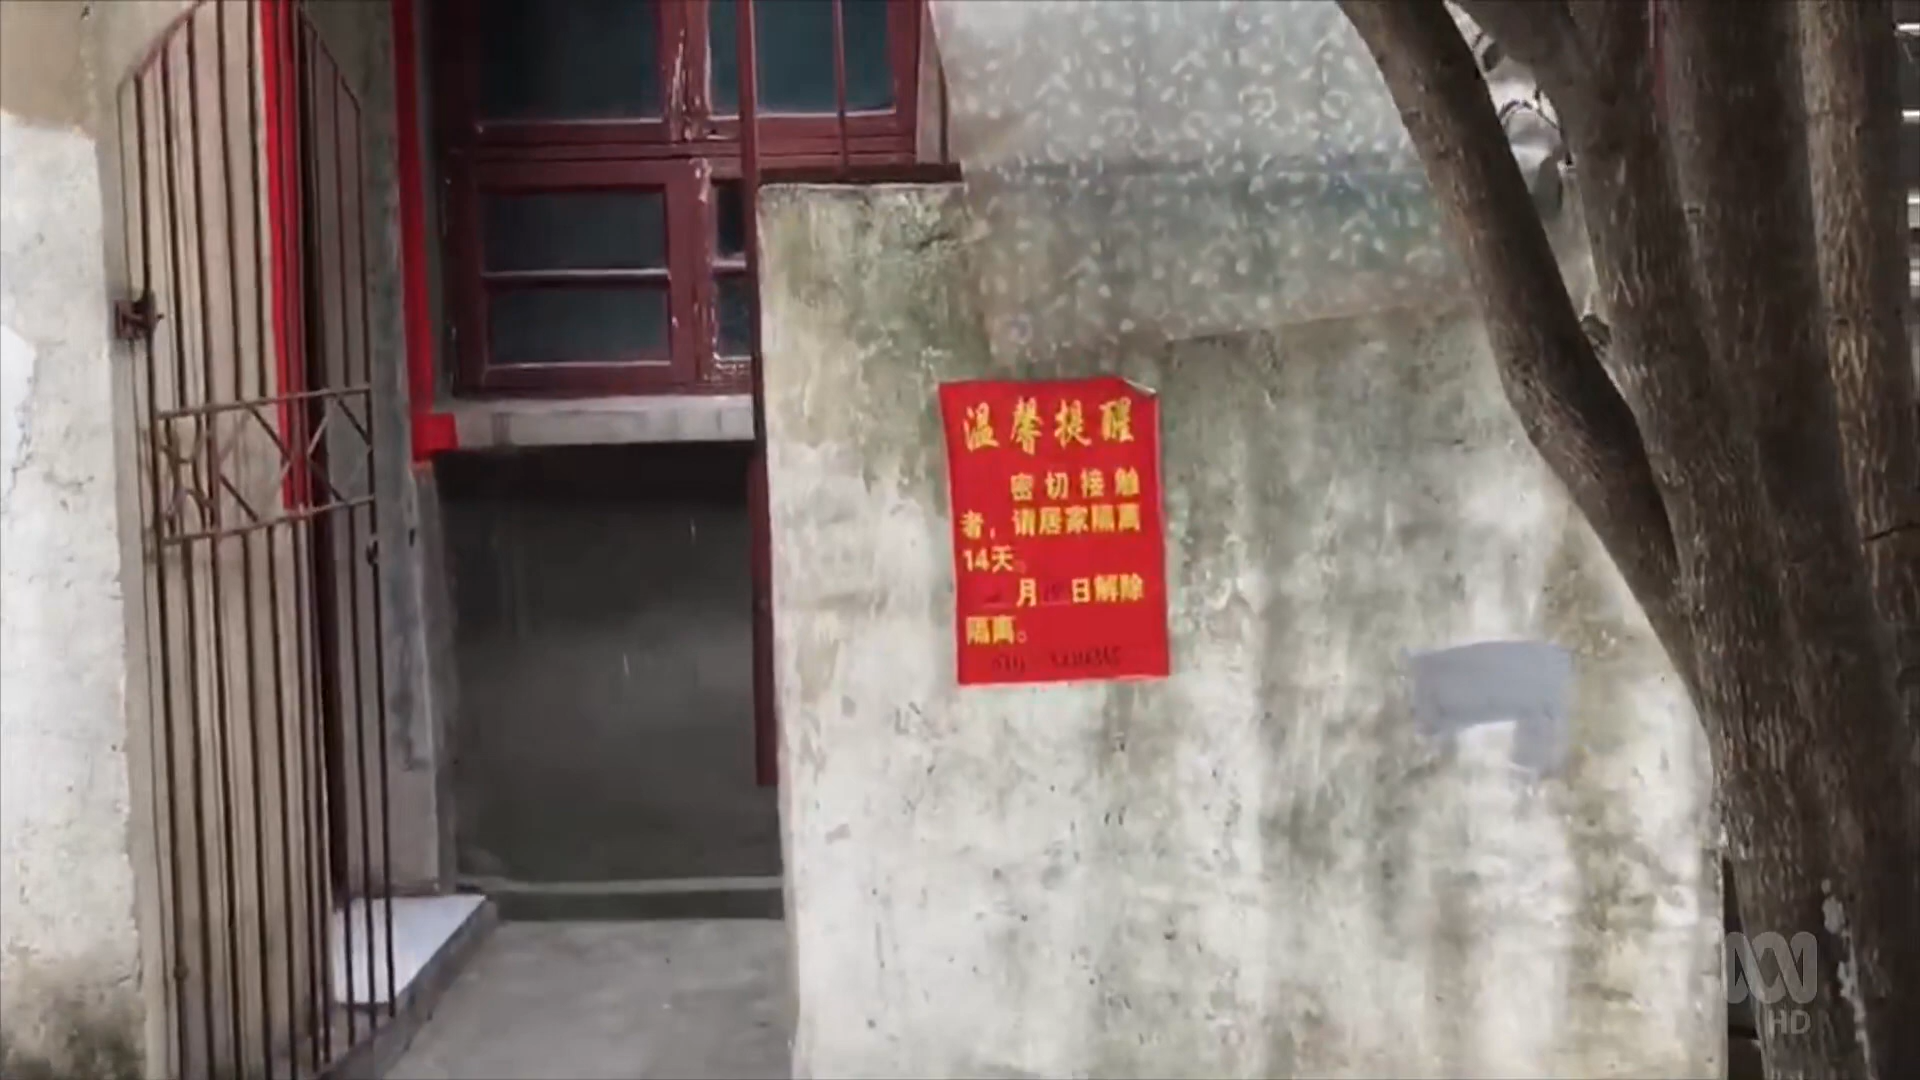 温馨提醒
密切接触
者，请居家隔离
14天。
月 日解除
隔离。
HD